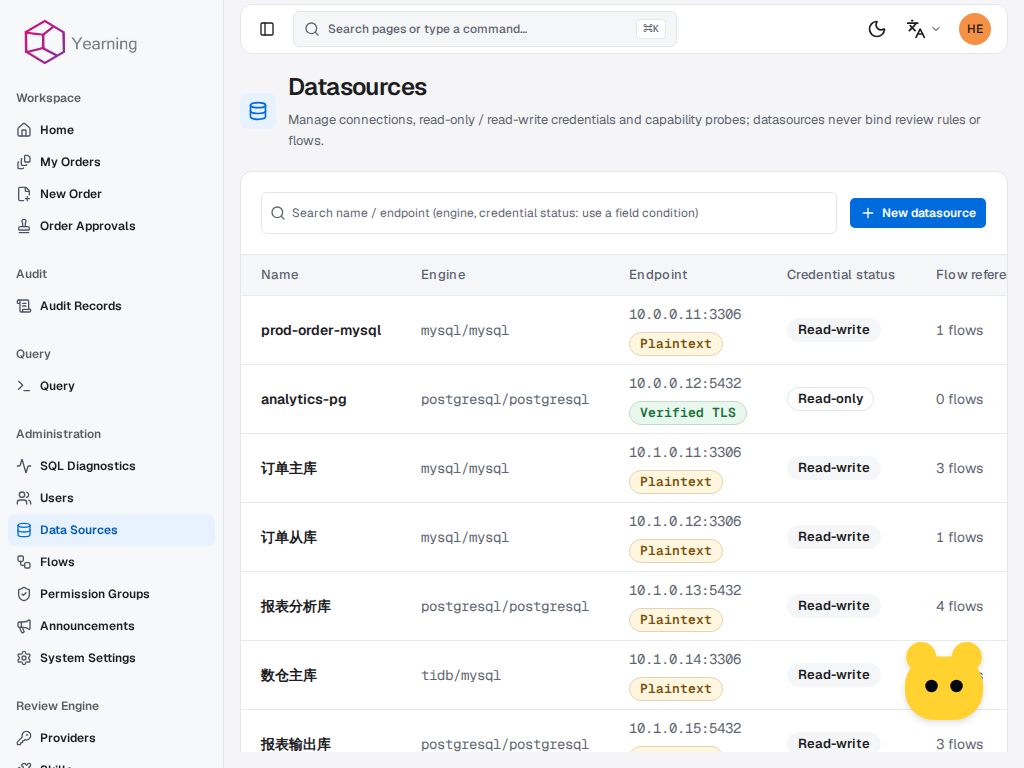 Yearning
Workspace
Home
My Orders
New Order
Order Approvals
Audit
Audit Records
Query
Query
Administration
SQL Diagnostics
Users
Data Sources
Flows
Permission Groups
Announcements
System Settings
Review Engine
Providers
Search pages or type a command...
⌘K
HE
Datasources
Manage connections, read-only / read-write credentials and capability probes; datasources never bind review rules or
flows.
Search name / endpoint (engine, credential status: use a field condition)
New datasource
Name Engine Endpoint Credential status Flow refere
prod-order-mysql mysql/mysql 10.0.0.11:3306 Plaintext Read-write 1 flows
analytics-pg postgresql/postgresql 10.0.0.12:5432 Verified TLS Read-only 0 flows
订单主库 mysql/mysql 10.1.0.11:3306 Plaintext Read-write 3 flows
订单从库 mysql/mysql 10.1.0.12:3306 Plaintext Read-write 1 flows
报表分析库 postgresql/postgresql 10.1.0.13:5432 Plaintext Read-write 4 flows
数仓主库 tidb/mysql 10.1.0.14:3306 Plaintext Read-write
报表输出库 postgresql/postgresql 10.1.0.15:5432 Read-write 3 flows